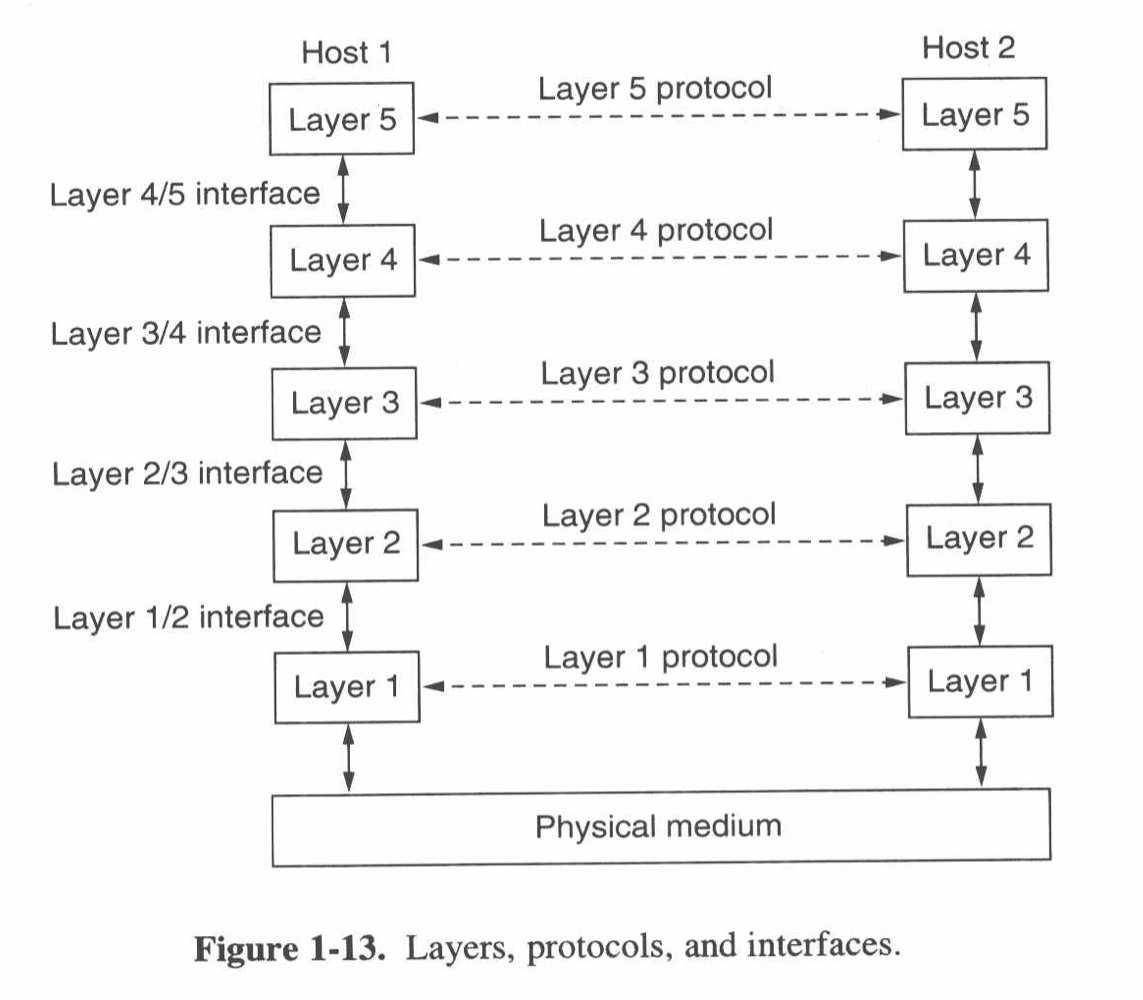 Host 1
Host 2
Layer 5
Layer 5 protocol
Layer 5
Layer 4/5 interface
Layer 4
Layer 4 protocol
Layer 4
Layer 3/4 interface
Layer 3
Layer 3 protocol
Layer 3
Layer 2/3 interface
Layer 2
Layer 2 protocol
Layer 2
Layer 1/2 interface
Layer 1
Layer 1 protocol
Layer 1
Physical medium
Figure 1-13. Layers, protocols, and interfaces.